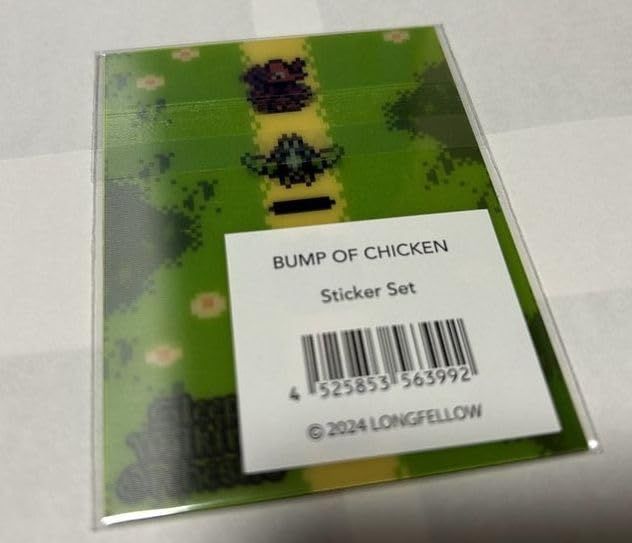 BUMP OF CHICKEN
Sticker Set
4 525853 563992
© 2024 LONGFELLOW